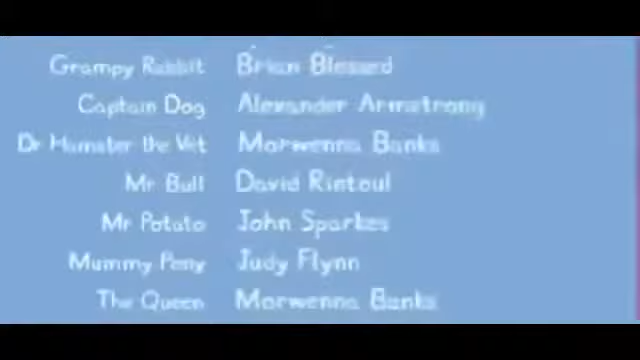 Grampy Rabbit Brian Blessed
Captain Dog Alexander Armstrong
Dr Hamster the Vet Morwenna Banks
Mr Bull David Rintoul
Mr Potato John Sparkes
Mummy Pony Judy Flynn
The Queen Morwenna Banks